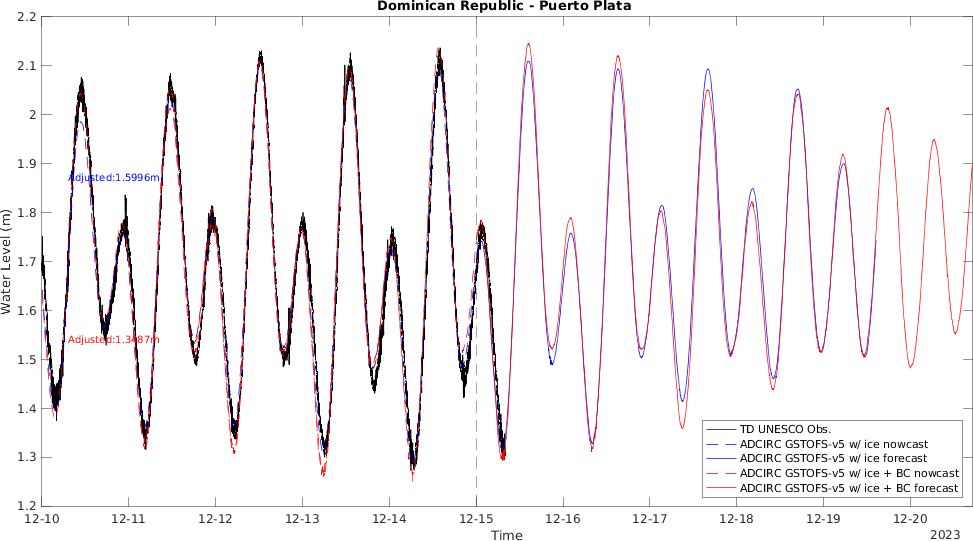 Dominican Republic - Puerto Plata
Water Level (m)
2.2
2.1
2
1.9
1.8
1.7
1.6
1.5
1.4
1.3
1.2
Adjusted:1.5996m
Adjusted:1.3487m
TD UNESCO Obs.
ADCIRC GSTOFS-v5 w/ ice nowcast
ADCIRC GSTOFS-v5 w/ ice forecast
ADCIRC GSTOFS-v5 w/ ice + BC nowcast
ADCIRC GSTOFS-v5 w/ ice + BC forecast
12-10 12-11 12-12 12-13 12-14 12-15 12-16 12-17 12-18 12-19 12-20
Time
2023